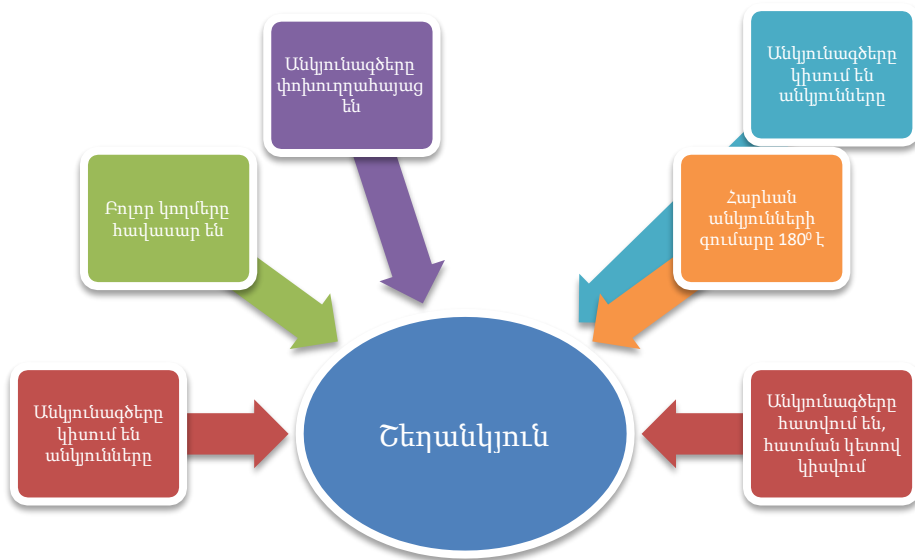 Անկյունագծերը
փոխուղղահայաց
են
Անկյունագծերը
կիսում են
անկյունները
Բոլոր կողմերը
հավասար են
Հարևան
անկյունների
գումարը 180⁰ է
Անկյունագծերը
կիսում են
անկյունները
Շեղանկյուն
Անկյունագծերը
հատվում են,
հատման կետով
կիսվում